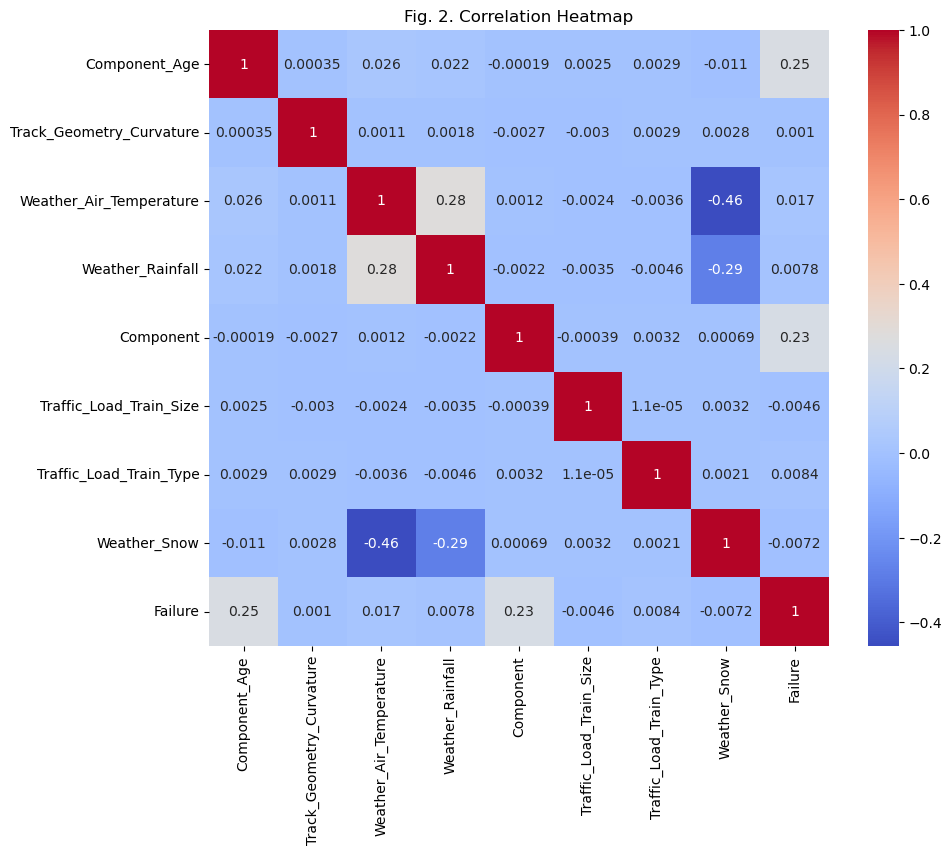 Fig. 2. Correlation Heatmap
Component_Age 1 0.00035 0.026 0.022 -0.00019 0.0025 0.0029 -0.011 0.25
Track_Geometry_Curvature 0.00035 1 0.0011 0.0018 -0.0027 -0.003 0.0029 0.0028 0.001
Weather_Air_Temperature 0.026 0.0011 1 0.28 0.0012 -0.0024 -0.0036 -0.46 0.017
Weather_Rainfall 0.022 0.0018 0.28 1 -0.0022 -0.0035 -0.0046 -0.29 0.0078
Component -0.00019 -0.0027 0.0012 -0.0022 1 -0.00039 0.0032 0.00069 0.23
Traffic_Load_Train_Size 0.0025 -0.003 -0.0024 -0.0035 -0.00039 1 1.1e-05 0.0032 -0.0046
Traffic_Load_Train_Type 0.0029 0.0029 -0.0036 -0.0046 0.0032 1.1e-05 1 0.0021 0.0084
Weather_Snow -0.011 0.0028 -0.46 -0.29 0.00069 0.0032 0.0021 1 -0.0072
Failure 0.25 0.001 0.017 0.0078 0.23 -0.0046 0.0084 -0.0072 1
Component_Age
Track_Geometry_Curvature
Weather_Air_Temperature
Weather_Rainfall
Component
Traffic_Load_Train_Size
Traffic_Load_Train_Type
Weather_Snow
Failure
1.0
0.8
0.6
0.4
0.2
0.0
−0.2
−0.4